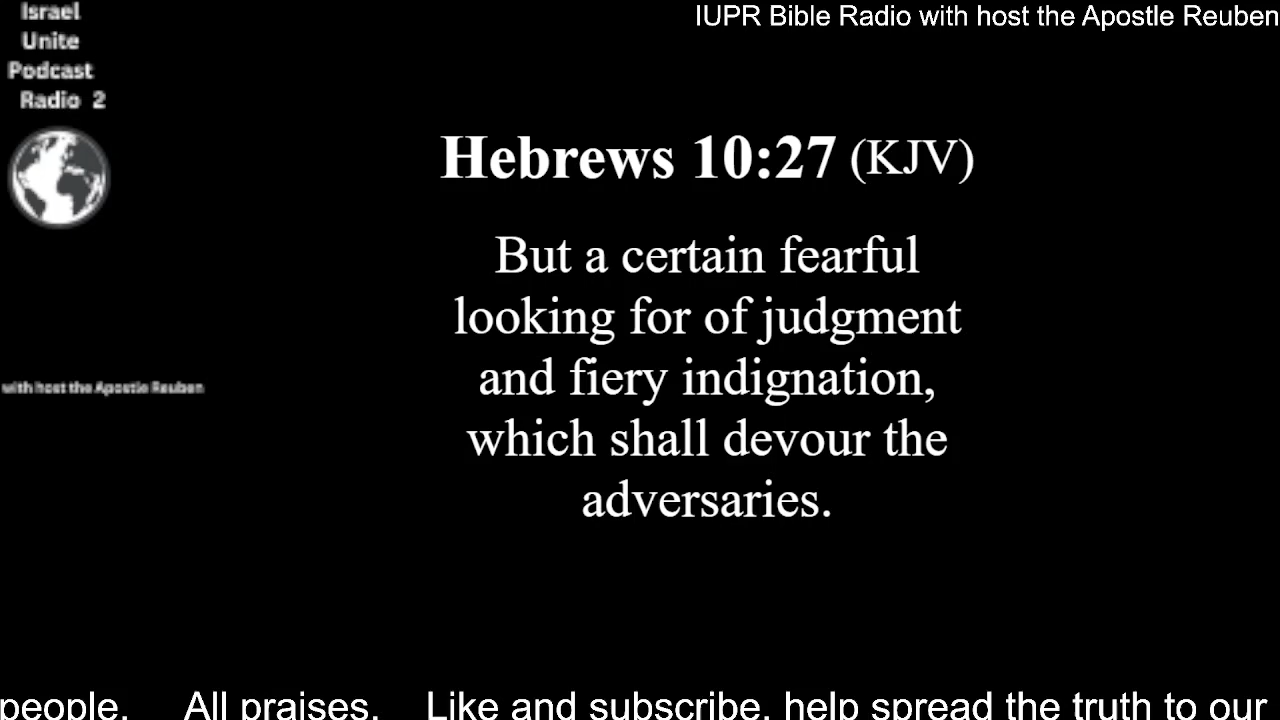 Israel
Unite
Podcast
Radio 2
IUPR Bible Radio with host the Apostle Reuben
Hebrews 10:27 (KJV)
But a certain fearful
looking for of judgment
and fiery indignation,
which shall devour the
adversaries.
with host the Apostle Reuben
people. All praises. Like and subscribe, help spread the truth to our